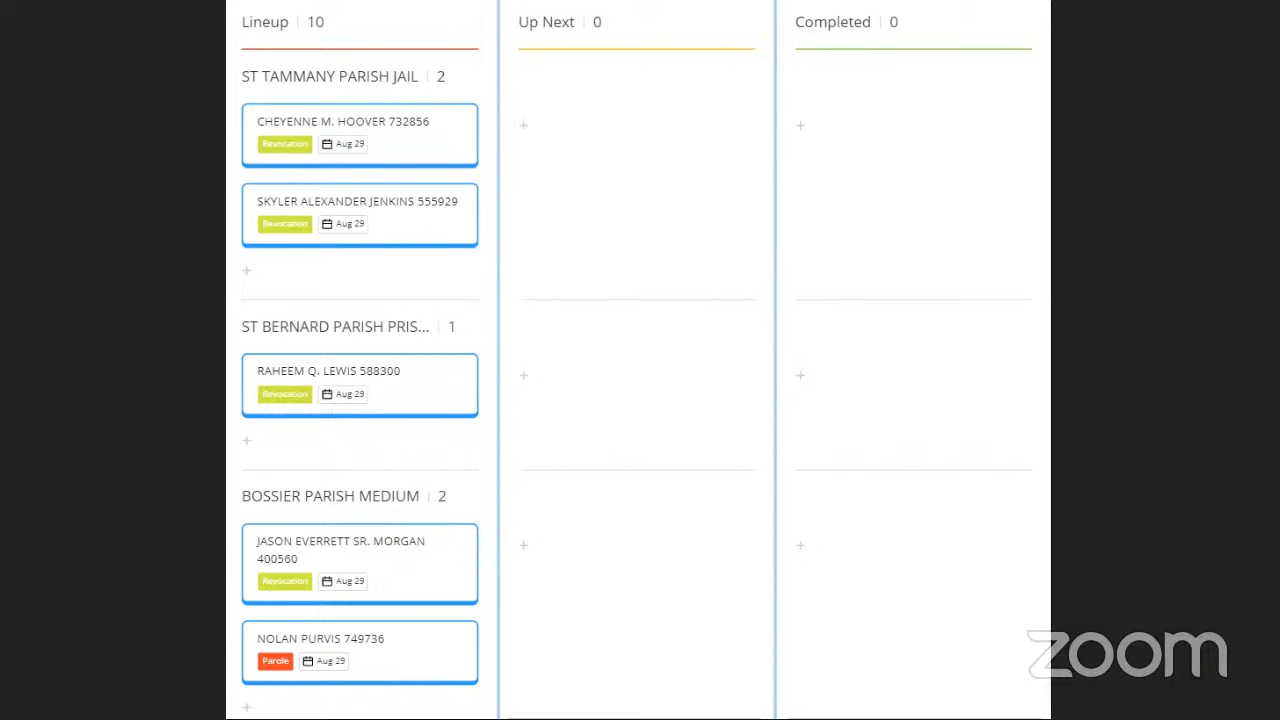 Lineup | 10
Up Next | 0
Completed | 0
ST TAMMANY PARISH JAIL | 2
CHEYENNE M. HOOVER 732856
Revocation Aug 29
SKYLER ALEXANDER JENKINS 555929
Revocation Aug 29
+
ST BERNARD PARISH PRIS... | 1
RAHEEM Q. LEWIS 588300
Revocation Aug 29
+
BOSSIER PARISH MEDIUM | 2
JASON EVERRETT SR. MORGAN
400560
Revocation Aug 29
NOLAN PURVIS 749736
Parole Aug 29
+
zoom